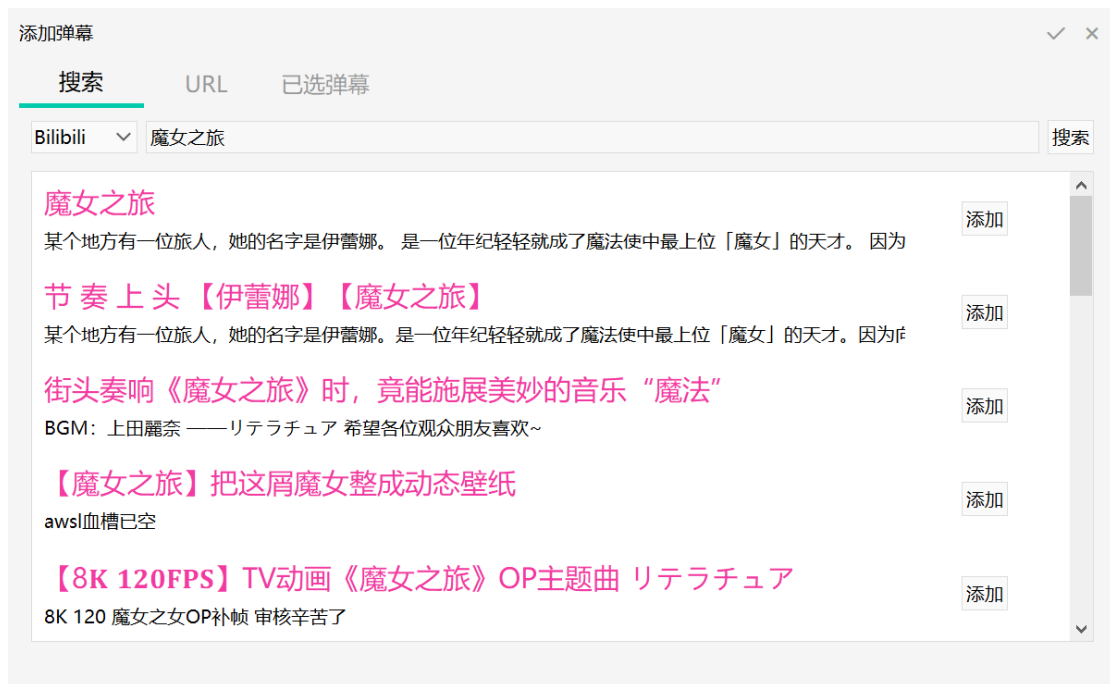 添加弹幕
搜索 URL 已选弹幕
Bilibili 魔女之旅 搜索
魔女之旅
添加
某个地方有一位旅人，她的名字是伊蕾娜。 是一位年纪轻轻就成了魔法使中最上位「魔女」的天才。 因为
节 奏 上 头 【伊蕾娜】【魔女之旅】
添加
某个地方有一位旅人，她的名字是伊蕾娜。是一位年纪轻轻就成了魔法使中最上位「魔女」的天才。因为
街头奏响《魔女之旅》时，竟能施展美妙的音乐“魔法”
添加
BGM：上田麗奈 ——リテラチュア 希望各位观众朋友喜欢~
【魔女之旅】把这屑魔女整成动态壁纸
添加
awsl血槽已空
【8𝐊 𝟏𝟐𝟎𝐅𝐏𝐒】TV动画《魔女之旅》OP主题曲 リテラチュア
添加
8K 120 魔女之女OP补帧 审核辛苦了